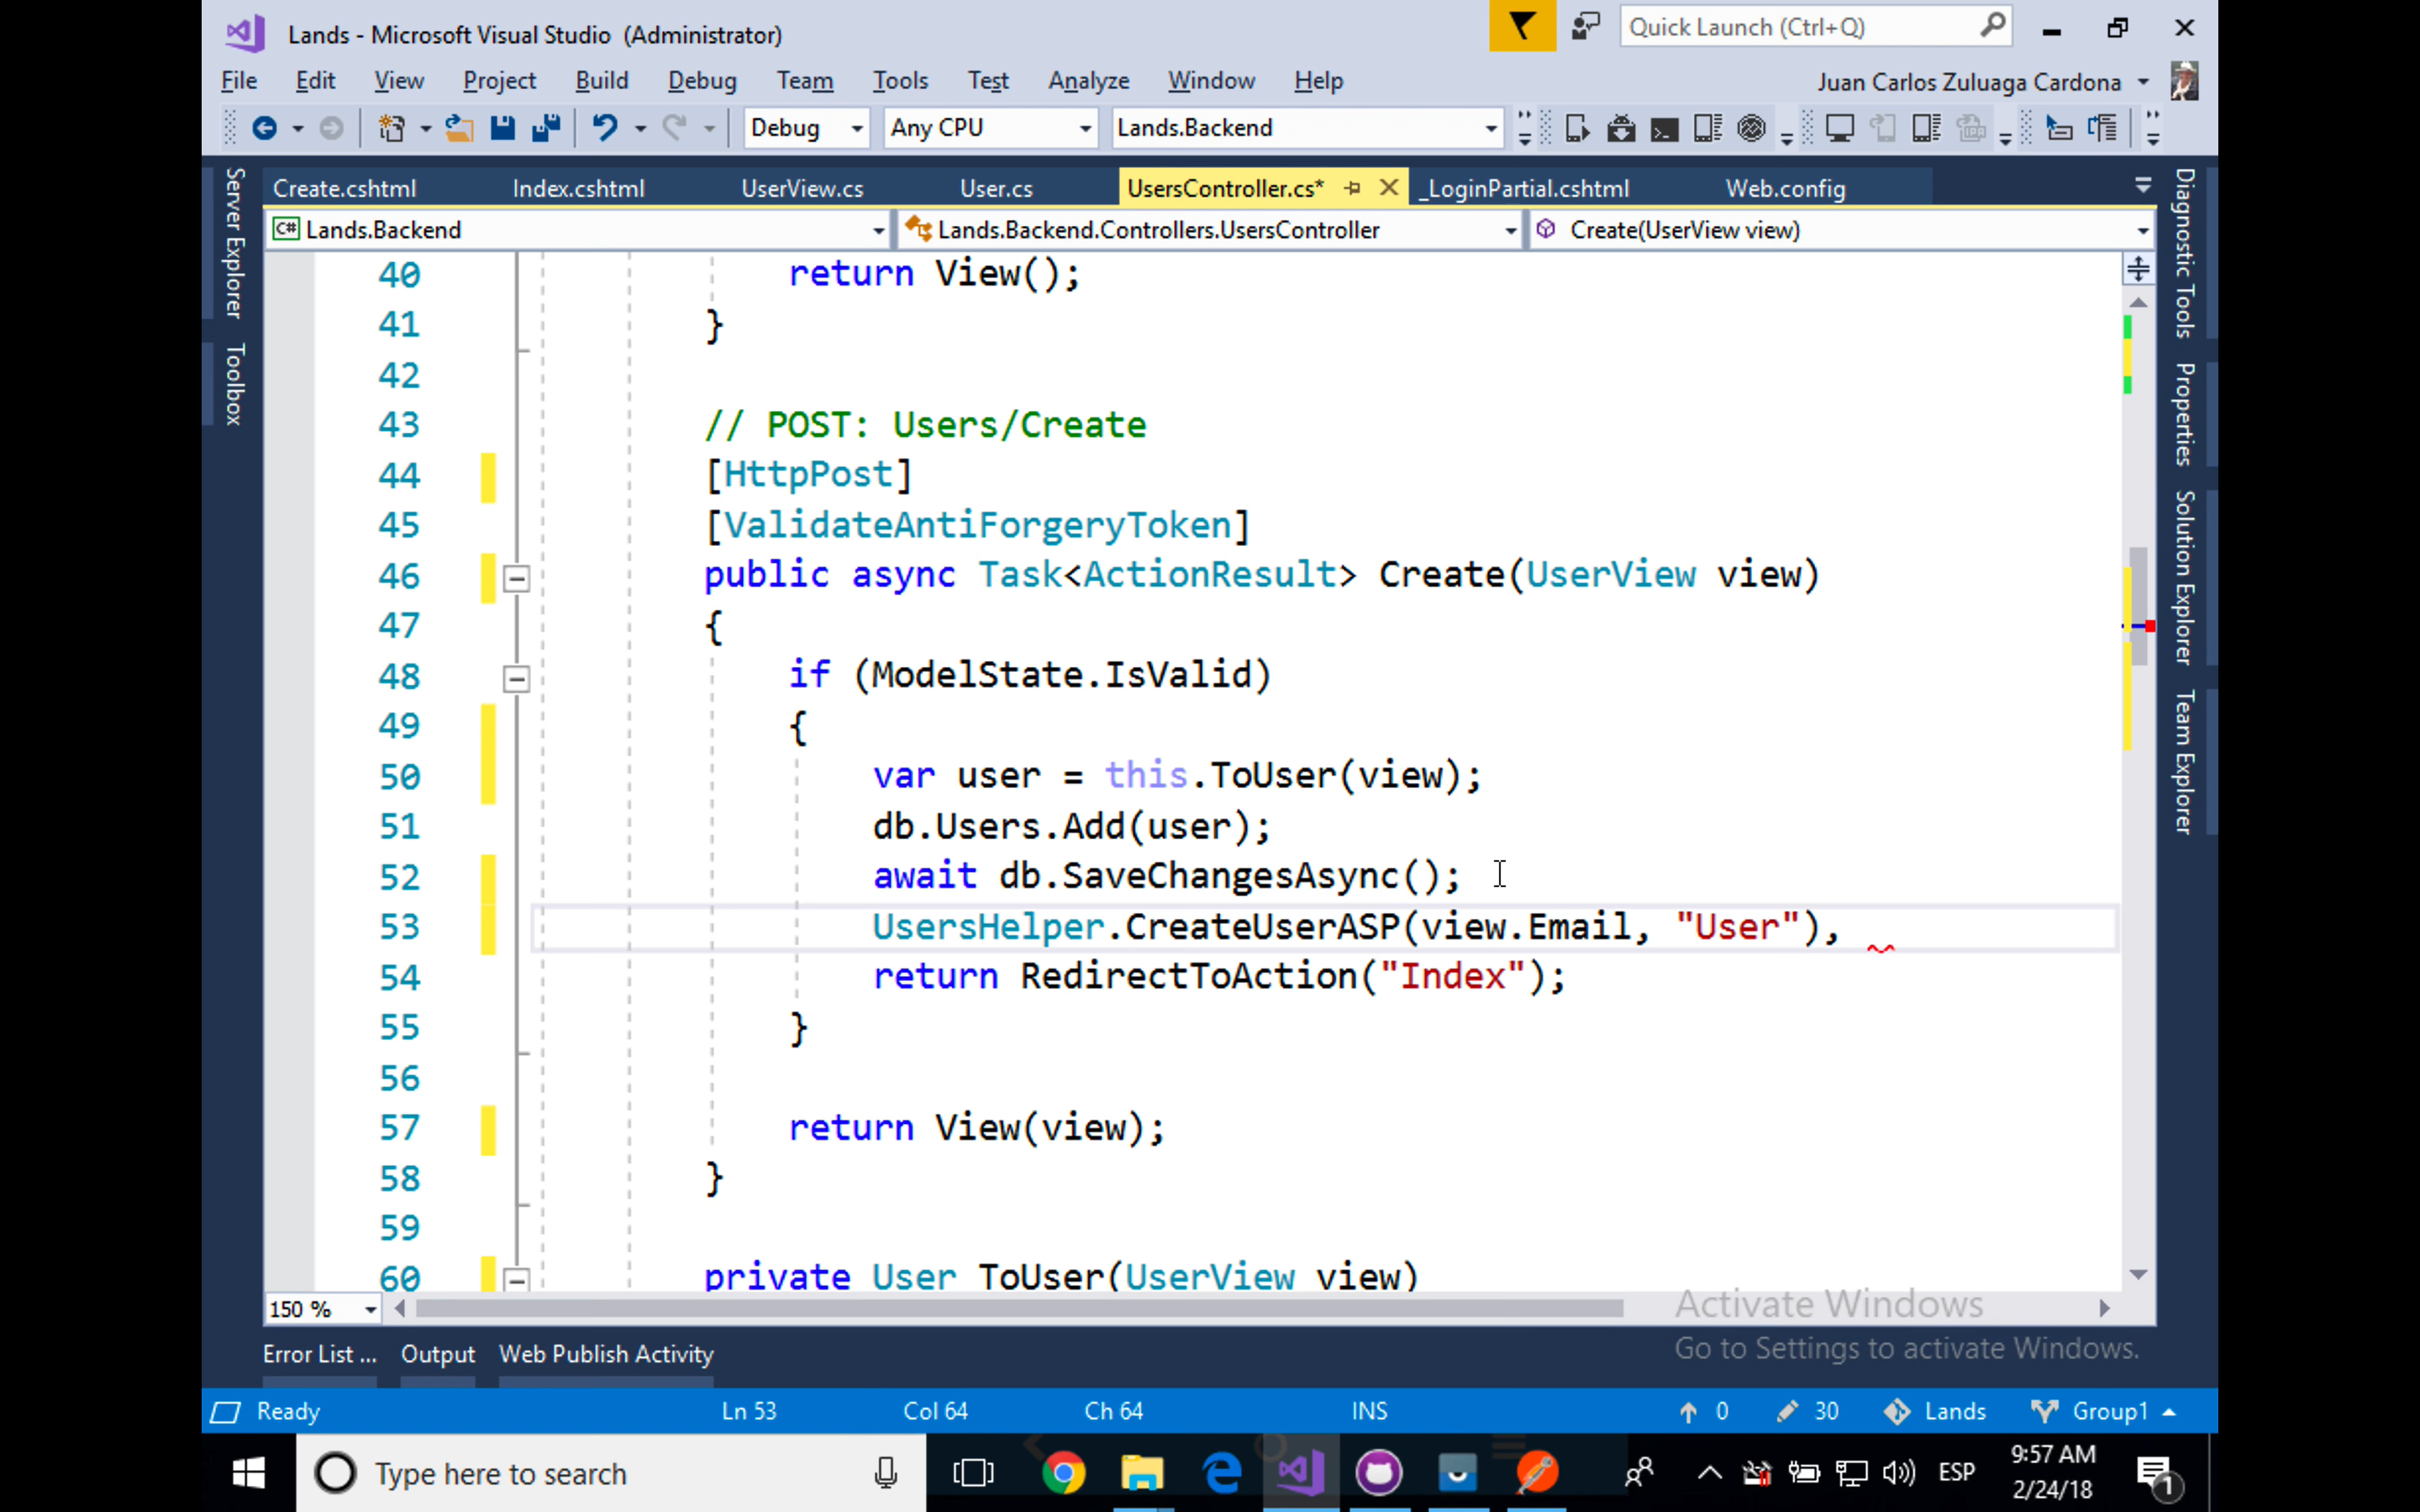 Lands - Microsoft Visual Studio (Administrator)
Quick Launch (Ctrl+Q)
File Edit View Project Build Debug Team Tools Test Analyze Window Help
Juan Carlos Zuluaga Cardona
Debug Any CPU Lands.Backend
Create.cshtml Index.cshtml UserView.cs User.cs UsersController.cs* _LoginPartial.cshtml Web.config
C# Lands.Backend Lands.Backend.Controllers.UsersController Create(UserView view)
Server Explorer
Toolbox
Diagnostic Tools
Properties
Solution Explorer
Team Explorer
40 return View();
41 }
42
43 // POST: Users/Create
44 [HttpPost]
45 [ValidateAntiForgeryToken]
46 public async Task<ActionResult> Create(UserView view)
47 {
48 if (ModelState.IsValid)
49 {
50 var user = this.ToUser(view);
51 db.Users.Add(user);
52 await db.SaveChangesAsync();
53 UsersHelper.CreateUserASP(view.Email, "User"),
54 return RedirectToAction("Index");
55 }
56
57 return View(view);
58 }
59
60 private User ToUser(UserView view)
150 %
Activate Windows
Go to Settings to activate Windows.
Error List ... Output Web Publish Activity
Ready Ln 53 Col 64 Ch 64 INS 0 30 Lands Group1
Type here to search
ESP
9:57 AM
2/24/18
1